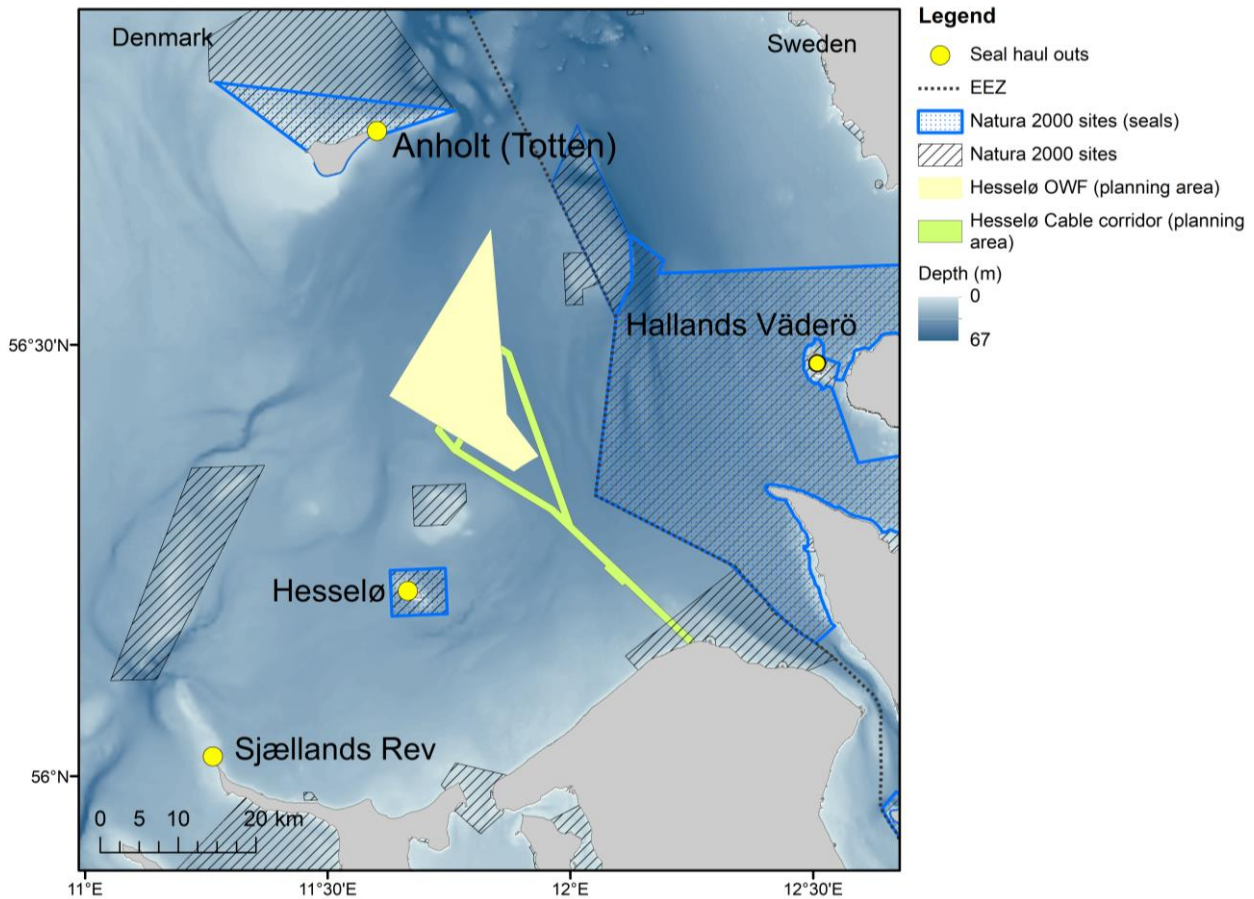 Denmark
Sweden
Anholt (Totten)
Hallands Väderö
Hesselø
Sjællands Rev
0 5 10 20 km
56°30'N
56°N
11°E
11°30'E
12°E
12°30'E
Legend
Seal haul outs
EEZ
Natura 2000 sites (seals)
Natura 2000 sites
Hesselø OWF (planning area)
Hesselø Cable corridor (planning
area)
Depth (m)
0
67